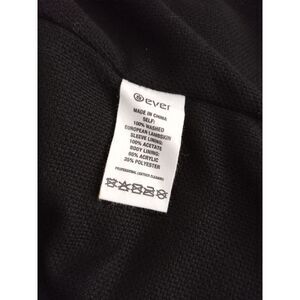 ever
MADE IN CHINA
SELF:
100% WASHED
EUROPEAN LAMBSKIN
SLEEVE LINING:
100% ACETATE
BODY LINING:
65% ACRYLIC
35% POLYESTER
PROFESSIONAL LEATHER CLEANING